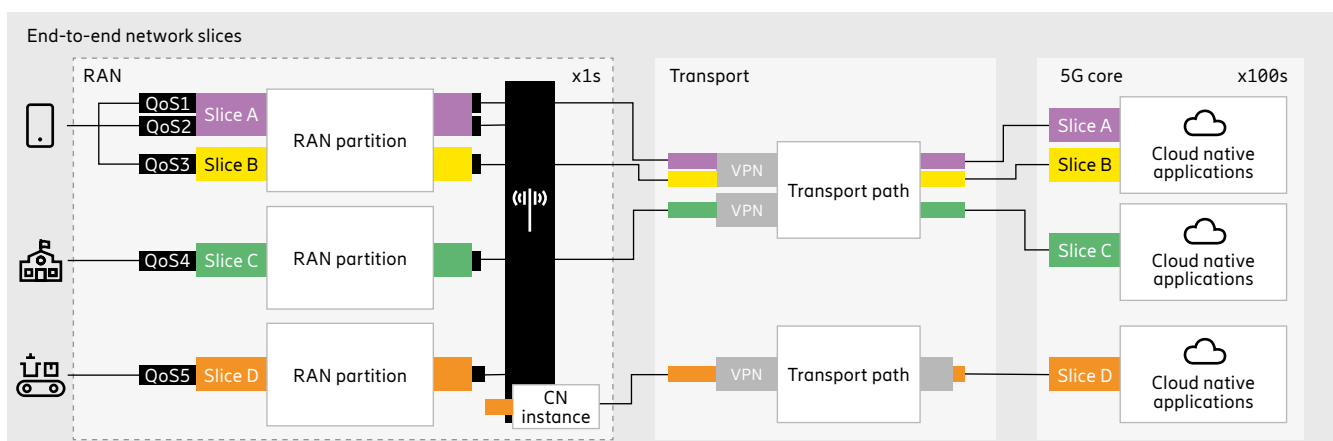 End-to-end network slices
RAN
x1s
Transport
5G core
x100s
QoS1
QoS2
Slice A
QoS3
Slice B
RAN partition
VPN
VPN
Transport path
Slice A
Slice B
Cloud native
applications
QoS4
Slice C
RAN partition
Slice C
Cloud native
applications
QoS5
Slice D
RAN partition
CN
instance
VPN
Transport path
Slice D
Cloud native
applications